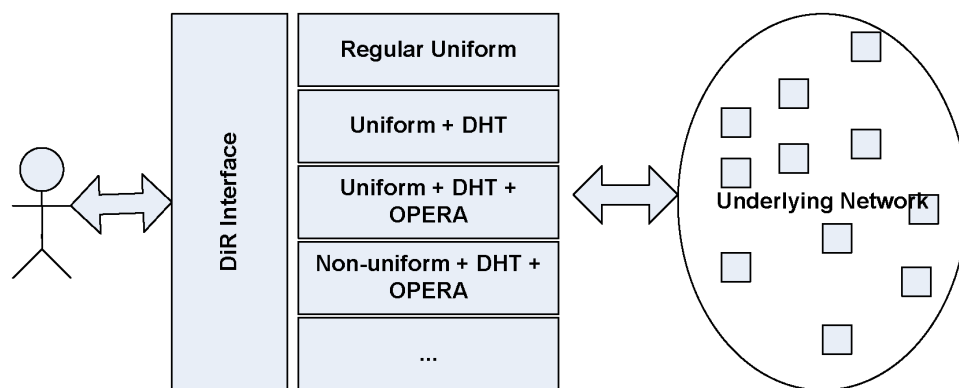 DiR Interface
Regular Uniform
Uniform + DHT
Uniform + DHT +
OPERA
Non-uniform + DHT +
OPERA
...
Underlying Network